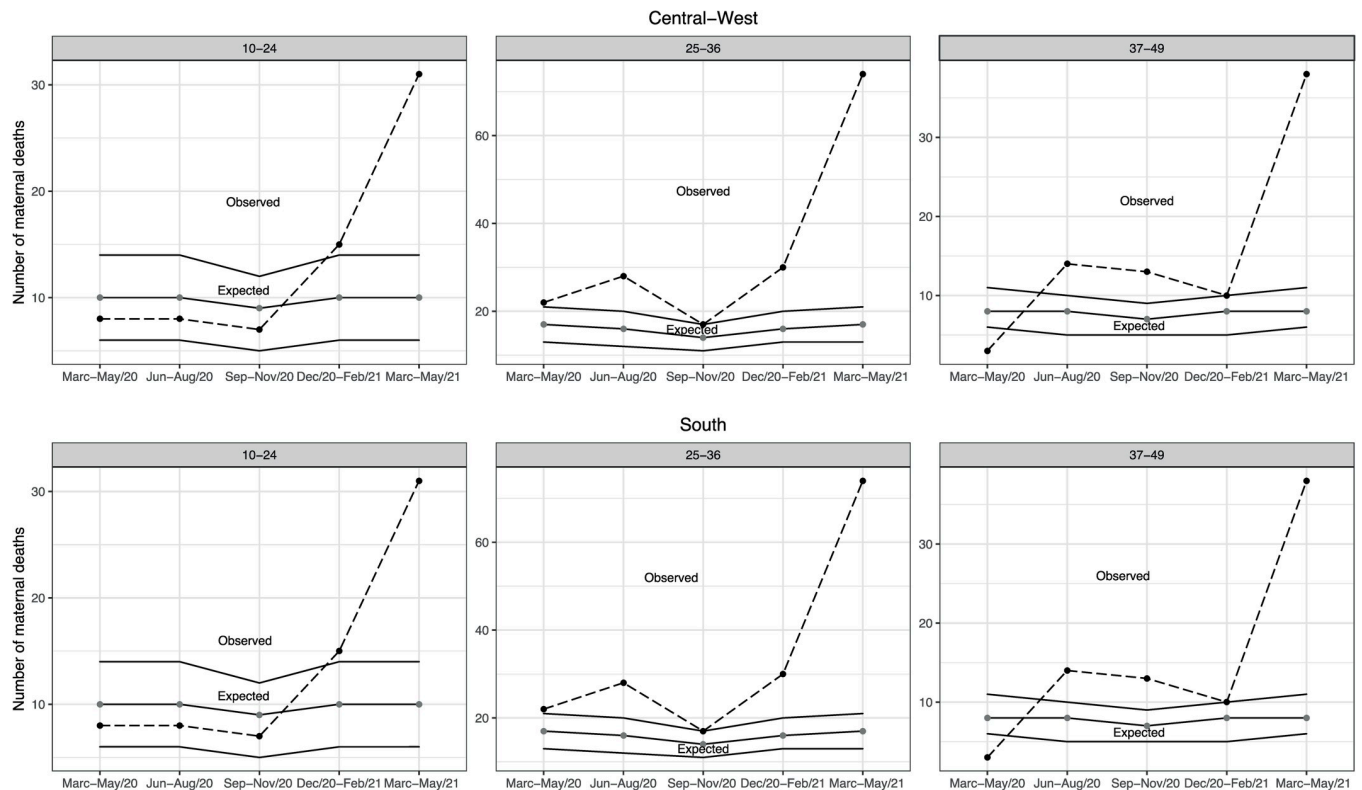 Central–West
10–24
25–36
37–49
Number of maternal deaths
30
20
10
Observed
Expected
60
40
20
Observed
Expected
30
20
10
Observed
Expected
Marc–May/20 Jun–Aug/20 Sep–Nov/20 Dec/20–Feb/21 Marc–May/21
Marc–May/20 Jun–Aug/20 Sep–Nov/20 Dec/20–Feb/21 Marc–May/21
Marc–May/20 Jun–Aug/20 Sep–Nov/20 Dec/20–Feb/21 Marc–May/21
South
10–24
25–36
37–49
Number of maternal deaths
30
20
10
Observed
Expected
60
40
20
Observed
Expected
30
20
10
Observed
Expected
Marc–May/20 Jun–Aug/20 Sep–Nov/20 Dec/20–Feb/21 Marc–May/21
Marc–May/20 Jun–Aug/20 Sep–Nov/20 Dec/20–Feb/21 Marc–May/21
Marc–May/20 Jun–Aug/20 Sep–Nov/20 Dec/20–Feb/21 Marc–May/21